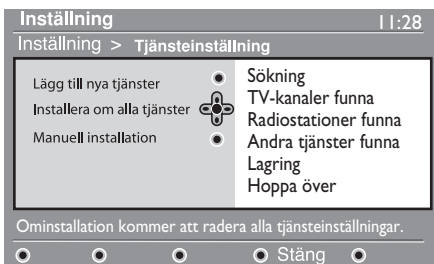 Inställning 11:28
Inställning > Tjänsteinställning
Lägg till nya tjänster
Installera om alla tjänster
Manuell installation
Sökning
TV-kanaler funna
Radiostationer funna
Andra tjänster funna
Lagring
Hoppa över
Ominstallation kommer att radera alla tjänsteinställningar.
Stäng